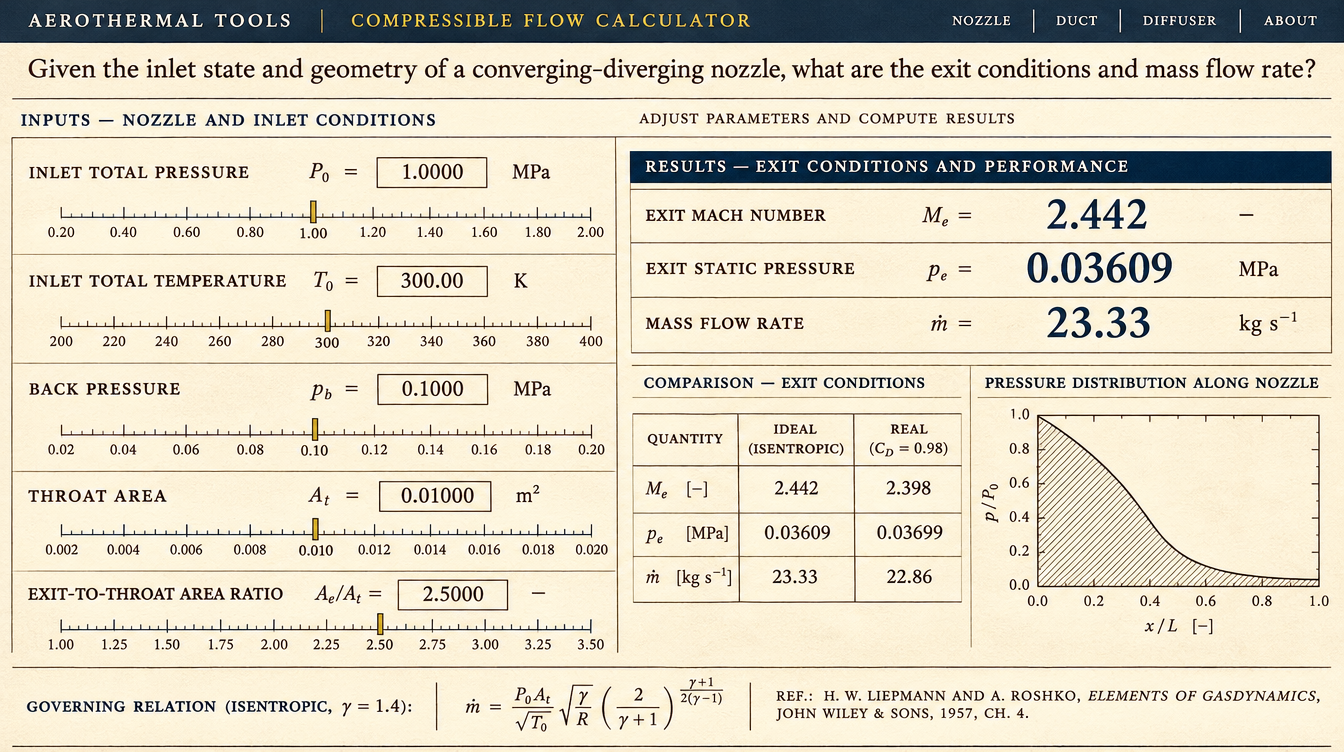 AEROTHERMAL TOOLS | COMPRESSIBLE FLOW CALCULATOR
NOZZLE | DUCT | DIFFUSER | ABOUT
Given the inlet state and geometry of a converging–diverging nozzle, what are the exit conditions and mass flow rate?
INPUTS — NOZZLE AND INLET CONDITIONS
ADJUST PARAMETERS AND COMPUTE RESULTS
INLET TOTAL PRESSURE P₀ = 1.0000 MPa
0.20 0.40 0.60 0.80 1.00 1.20 1.40 1.60 1.80 2.00
INLET TOTAL TEMPERATURE T₀ = 300.00 K
200 220 240 260 280 300 320 340 360 380 400
BACK PRESSURE p_b = 0.1000 MPa
0.02 0.04 0.06 0.08 0.10 0.12 0.14 0.16 0.18 0.20
THROAT AREA A_t = 0.01000 m²
0.002 0.004 0.006 0.008 0.010 0.012 0.014 0.016 0.018 0.020
EXIT-TO-THROAT AREA RATIO A_e/A_t = 2.5000 –
1.00 1.25 1.50 1.75 2.00 2.25 2.50 2.75 3.00 3.25 3.50
RESULTS — EXIT CONDITIONS AND PERFORMANCE
EXIT MACH NUMBER M_e = 2.442 –
EXIT STATIC PRESSURE p_e = 0.03609 MPa
MASS FLOW RATE ṁ = 23.33 kg s⁻¹
COMPARISON — EXIT CONDITIONS
QUANTITY
IDEAL
(ISENTROPIC)
REAL
(C_D = 0.98)
M_e [–] 2.442 2.398
p_e [MPa] 0.03609 0.03699
ṁ [kg s⁻¹] 23.33 22.86
PRESSURE DISTRIBUTION ALONG NOZZLE
p/P₀
1.0
0.8
0.6
0.4
0.2
0.0
0.0 0.2 0.4 0.6 0.8 1.0
x/L [–]
GOVERNING RELATION (ISENTROPIC, γ = 1.4):
ṁ = P₀A_t/√T₀ √(γ/R) (2/(γ+1))^((γ+1)/(2(γ−1)))
REF.: H. W. LIEPMANN AND A. ROSHKO, ELEMENTS OF GASDYNAMICS,
JOHN WILEY & SONS, 1957, CH. 4.